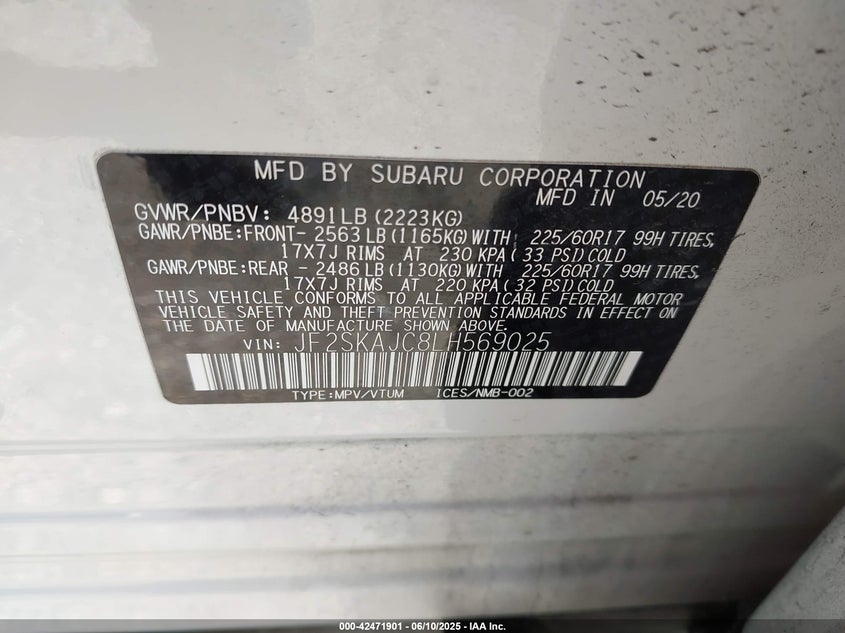 MFD BY SUBARU CORPORATION
MFD IN 05/20
GVWR/PNBV: 4891LB(2223KG)
GAWR/PNBE:FRONT- 2563LB(1165KG)WITH 225/60R17 99H TIRES,
17X7J RIMS AT 230 KPA( 33 PSI)COLD
GAWR/PNBE:REAR - 2486LB(1130KG)WITH 225/60R17 99H TIRES,
17X7J RIMS AT 220 KPA( 32 PSI)COLD
THIS VEHICLE CONFORMS TO ALL APPLICABLE FEDERAL MOTOR
VEHICLE SAFETY AND THEFT PREVENTION STANDARDS IN EFFECT ON
THE DATE OF MANUFACTURE SHOWN ABOVE.
VIN: JF2SKAJC8LH569025
TYPE:MPV/VTUM ICES/NMB-002
000-42471901 - 06/10/2025 - IAA Inc.